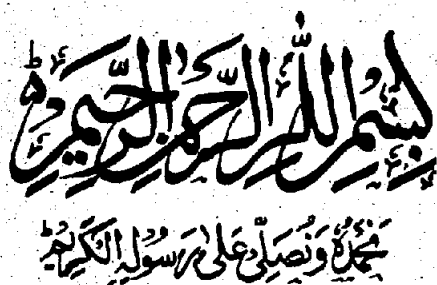 بِسْمِ اللّٰهِ الرَّحْمٰنِ الرَّحِيْمِ
نَحْمَدُهٗ وَنُصَلِّیْ عَلٰی رَسُوْلِهِ الْكَرِیْمِ